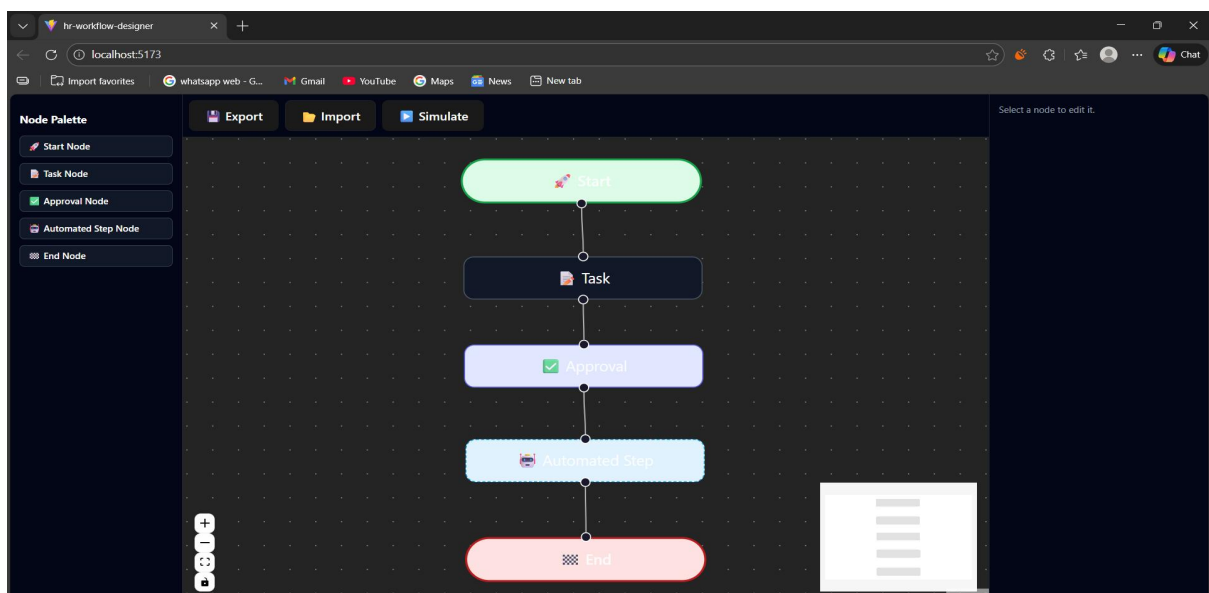 hr-workflow-designer
localhost:5173
Chat
Import favorites
whatsapp web - G...
Gmail
YouTube
Maps
News
New tab
Node Palette
Start Node
Task Node
Approval Node
Automated Step Node
End Node
Export
Import
Simulate
Start
Task
Approval
Automated Step
End
Select a node to edit it.